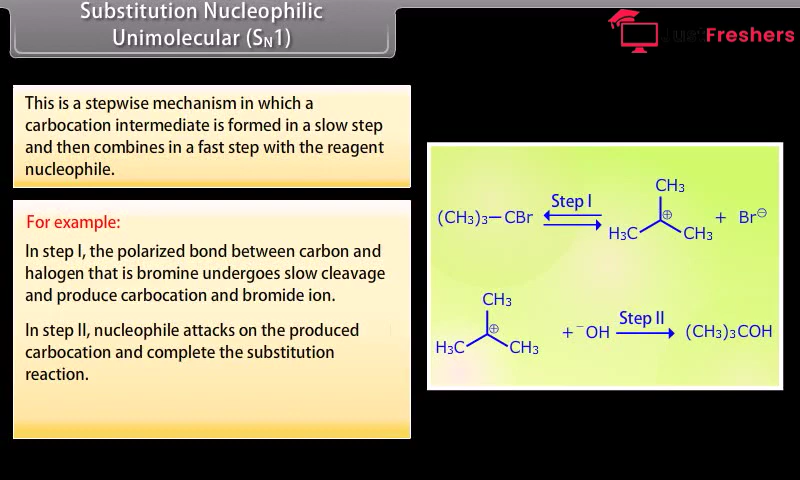 Substitution Nucleophilic
Unimolecular (SN1)
Just Freshers
This is a stepwise mechanism in which a
carbocation intermediate is formed in a slow step
and then combines in a fast step with the reagent
nucleophile.
For example:
In step I, the polarized bond between carbon and
halogen that is bromine undergoes slow cleavage
and produce carbocation and bromide ion.
In step II, nucleophile attacks on the produced
carbocation and complete the substitution
reaction.
CH3
(CH3)3—CBr Step I ⊕ + Br⊖
H3C CH3
CH3
⊕ + ⁻OH Step II (CH3)3COH
H3C CH3